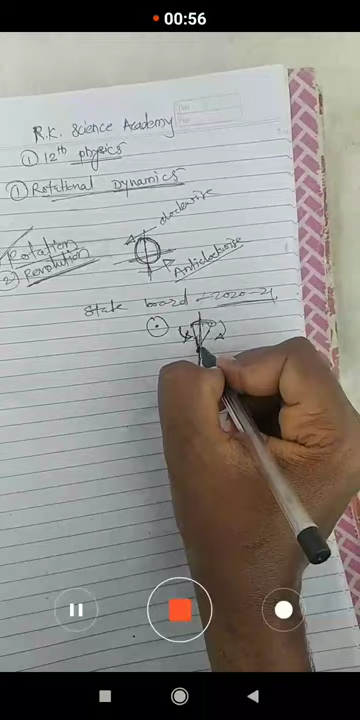 00:56
R.K. Science Academy
① 12th physics
① Rotational Dynamics
clockwise
Rotation
2) Revolution
Anticlockwise
State board - 2020-21